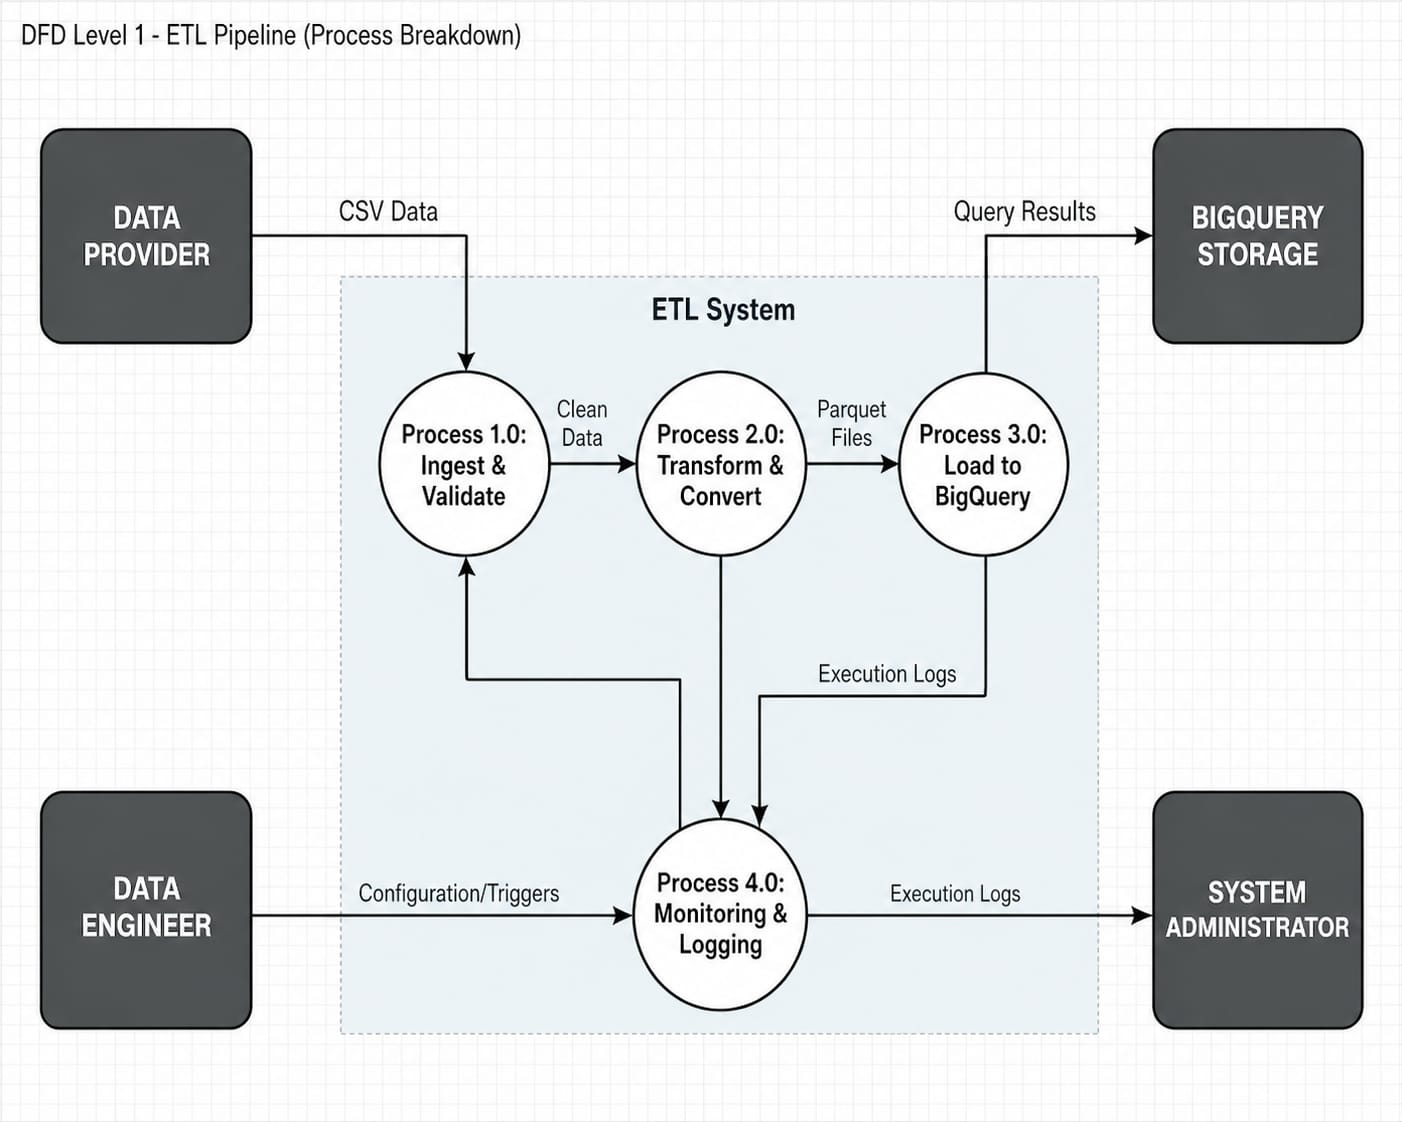 DFD Level 1 - ETL Pipeline (Process Breakdown)
DATA
PROVIDER
CSV Data
Query Results
BIGQUERY
STORAGE
ETL System
Process 1.0:
Ingest &
Validate
Clean
Data
Process 2.0:
Transform &
Convert
Parquet
Files
Process 3.0:
Load to
BigQuery
Execution Logs
DATA
ENGINEER
Configuration/Triggers
Process 4.0:
Monitoring &
Logging
Execution Logs
SYSTEM
ADMINISTRATOR